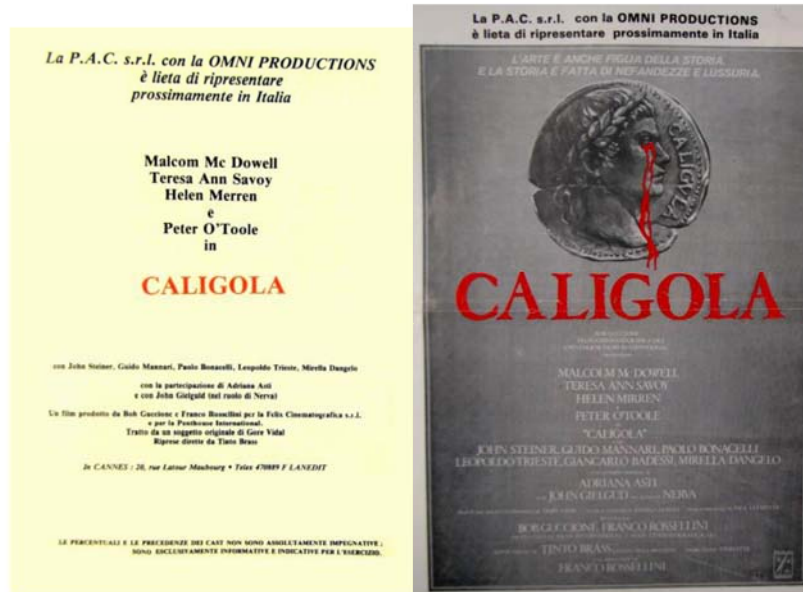 La P.A.C. s.r.l. con la OMNI PRODUCTIONS
è lieta di ripresentare
prossimamente in Italia
Malcom Mc Dowell
Teresa Ann Savoy
Helen Merren
e
Peter O'Toole
in
CALIGOLA
con John Steiner, Guido Mannari, Paolo Bonacelli, Leopoldo Trieste, Mirella Dangelo
con la partecipazione di Adriana Asti
e con John Gielgud (nel ruolo di Nerva)
Un film prodotto da Bob Guccione e Franco Rossellini per la Felix Cinematografica s.r.l.
e per la Penthouse International.
Tratto da un soggetto originale di Gore Vidal
Riprese dirette da Tinto Brass
In CANNES : 20, rue Latour Maubourg • Telex 470889 F LANEDIT
LE PERCENTUALI E LE PRECEDENZE DEI CAST NON SONO ASSOLUTAMENTE IMPEGNATIVE ;
SONO ESCLUSIVAMENTE INFORMATIVE E INDICATIVE PER L'ESERCIZIO.
La P.A.C. s.r.l. con la OMNI PRODUCTIONS
è lieta di ripresentare prossimamente in Italia
L'ARTE È ANCHE FIGLIA DELLA STORIA,
E LA STORIA È FATTA DI NEFANDEZZE E LUSSURIA.
CALIGULA
CALIGOLA
MALCOLM Mc DOWELL
TERESA ANN SAVOY
HELEN MIRREN
E
PETER O'TOOLE
"CALIGOLA"
JOHN STEINER, GUIDO MANNARI, PAOLO BONACELLI
LEOPOLDO TRIESTE, GIANCARLO BADESSI, MIRELLA DANGELO
ADRIANA ASTI
JOHN GIELGUD NERVA
BOB GUCCIONE FRANCO ROSSELLINI
TINTO BRASS
FRANCO ROSSELLINI